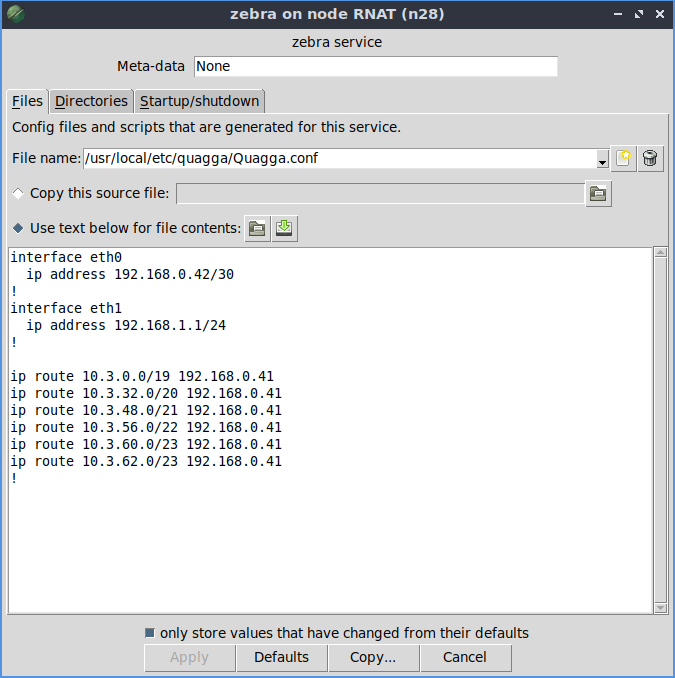 zebra on node RNAT (n28)
zebra service
Meta-data None
Files Directories Startup/shutdown
Config files and scripts that are generated for this service.
File name: /usr/local/etc/quagga/Quagga.conf
Copy this source file:
Use text below for file contents:
interface eth0
  ip address 192.168.0.42/30
!
interface eth1
  ip address 192.168.1.1/24
!
ip route 10.3.0.0/19 192.168.0.41
ip route 10.3.32.0/20 192.168.0.41
ip route 10.3.48.0/21 192.168.0.41
ip route 10.3.56.0/22 192.168.0.41
ip route 10.3.60.0/23 192.168.0.41
ip route 10.3.62.0/23 192.168.0.41
!
only store values that have changed from their defaults
Apply Defaults Copy... Cancel